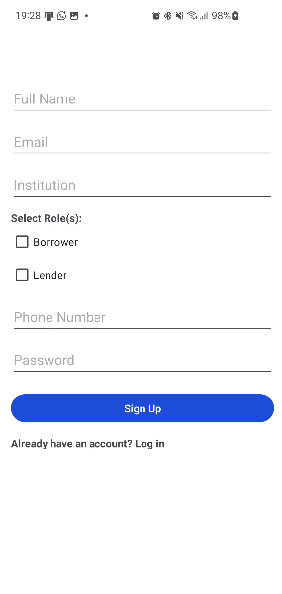 19:28 98%
Full Name
Email
Institution
Select Role(s):
Borrower
Lender
Phone Number
Password
Sign Up
Already have an account? Log in